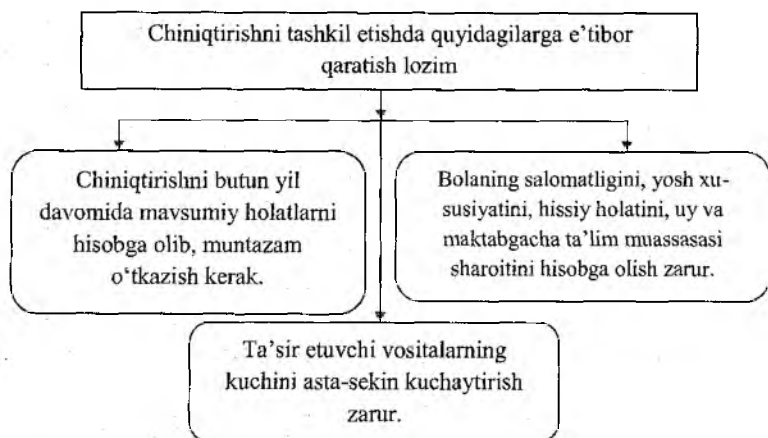 Chiniqtirishni tashkil etishda quyidagilarga e’tibor
qaratish lozim
Chiniqtirishni butun yil
davomida mavsumiy holatlarni
hisobga olib, muntazam
o‘tkazish kerak.
Bolaning salomatligini, yosh xu-
susiyatini, hissiy holatini, uy va
maktabgacha ta’lim muassasasi
sharoitini hisobga olish zarur.
Ta’sir etuvchi vositalarning
kuchini asta-sekin kuchaytirish
zarur.